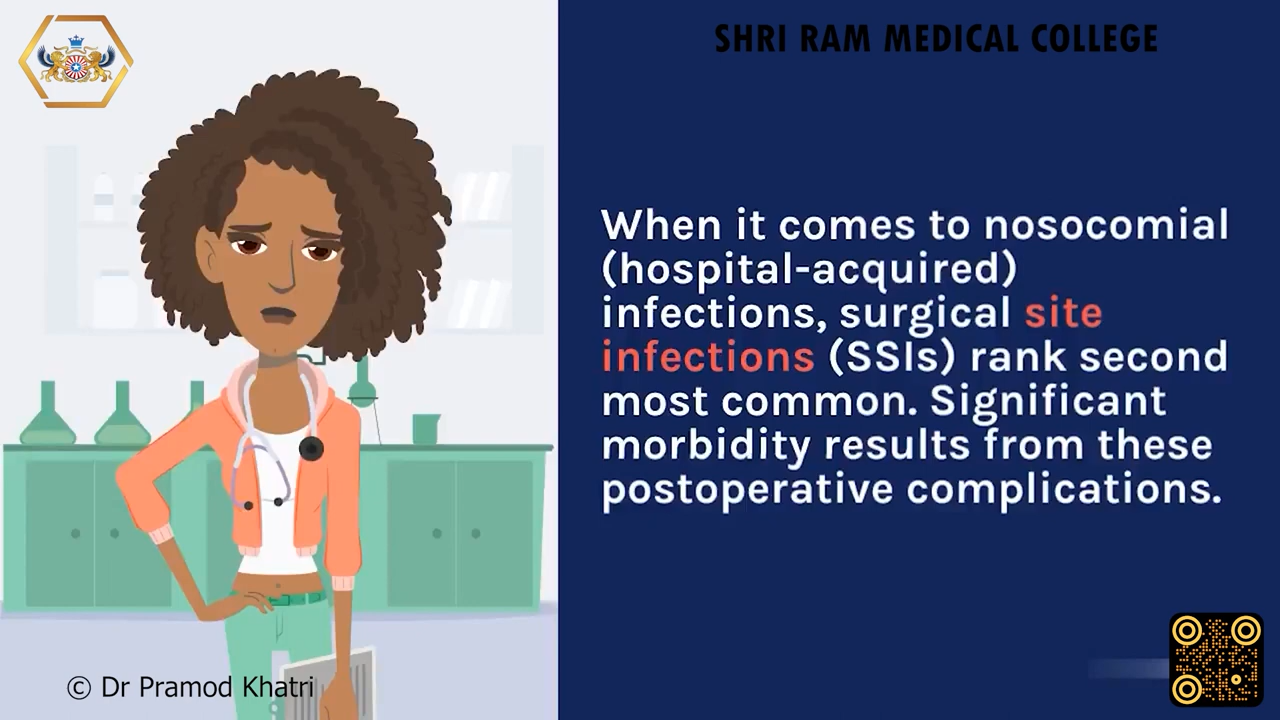 SHRI RAM MEDICAL COLLEGE
When it comes to nosocomial
(hospital-acquired)
infections, surgical site
infections (SSIs) rank second
most common. Significant
morbidity results from these
postoperative complications.
© Dr Pramod Khatri